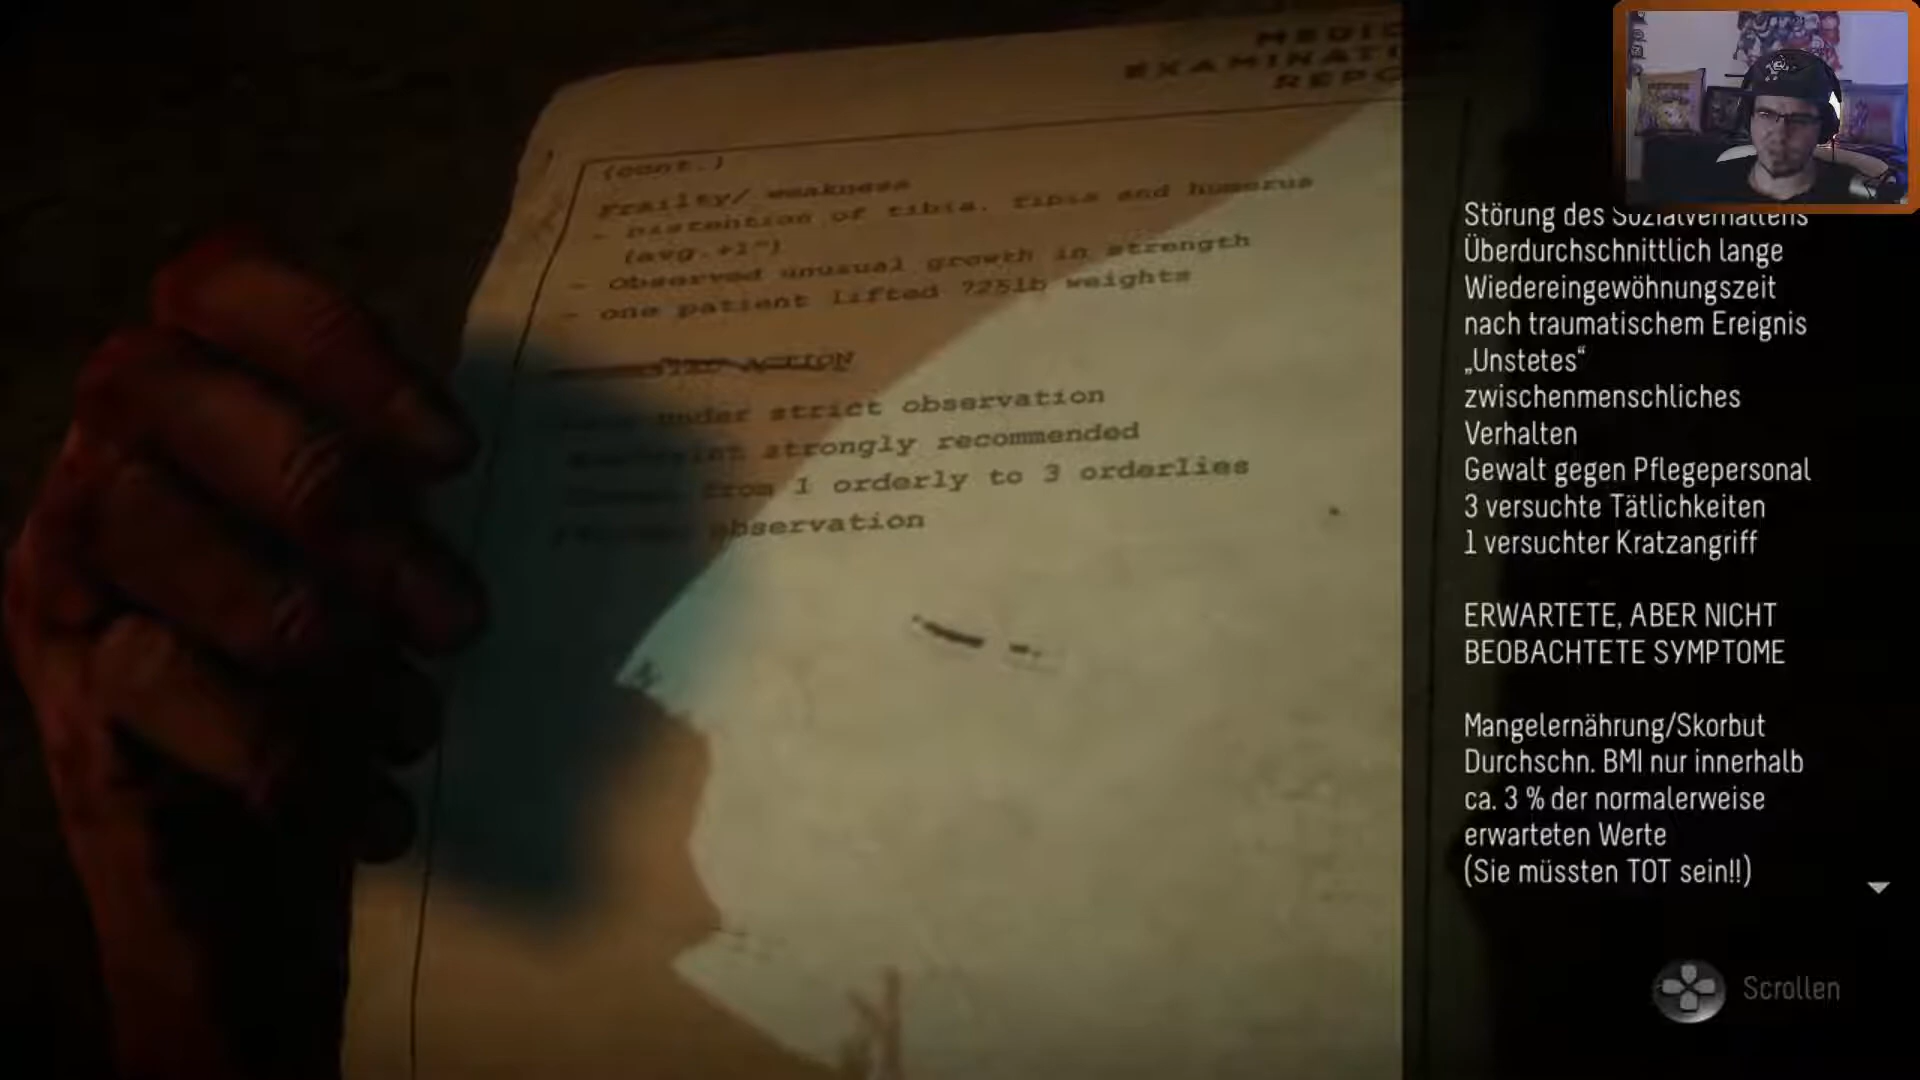 MEDIC
EXAMINATI
REPO
(cont.)
Frailty/ weakness
- Distention of tibia, fibia and humerus
(avg.+1")
- Observed unusual growth in strength
- one patient lifted 725lb weights
ACTION
under strict observation
strongly recommended
from 1 orderly to 3 orderlies
observation
Störung des Sozialverhaltens
Überdurchschnittlich lange
Wiedereingewöhnungszeit
nach traumatischem Ereignis
„Unstetes“
zwischenmenschliches
Verhalten
Gewalt gegen Pflegepersonal
3 versuchte Tätlichkeiten
1 versuchter Kratzangriff
ERWARTETE, ABER NICHT
BEOBACHTETE SYMPTOME
Mangelernährung/Skorbut
Durchschn. BMI nur innerhalb
ca. 3 % der normalerweise
erwarteten Werte
(Sie müssten TOT sein!!)
Scrollen